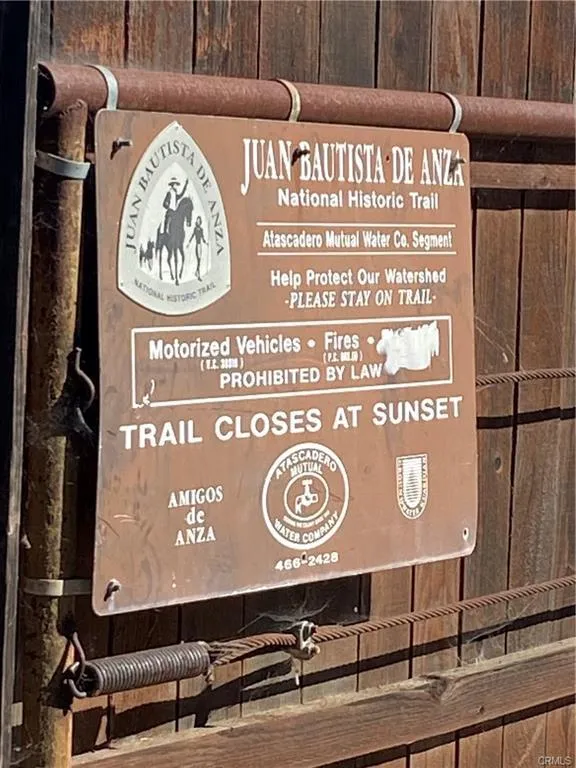 JUAN BAUTISTA DE ANZA
National Historic Trail
JUAN BAUTISTA DE ANZA
NATIONAL HISTORIC TRAIL
Atascadero Mutual Water Co. Segment
Help Protect Our Watershed
-PLEASE STAY ON TRAIL-
Motorized Vehicles • Fires •
PROHIBITED BY LAW
TRAIL CLOSES AT SUNSET
AMIGOS
de
ANZA
ATASCADERO
MUTUAL
WATER COMPANY
466-2428
CRMLS